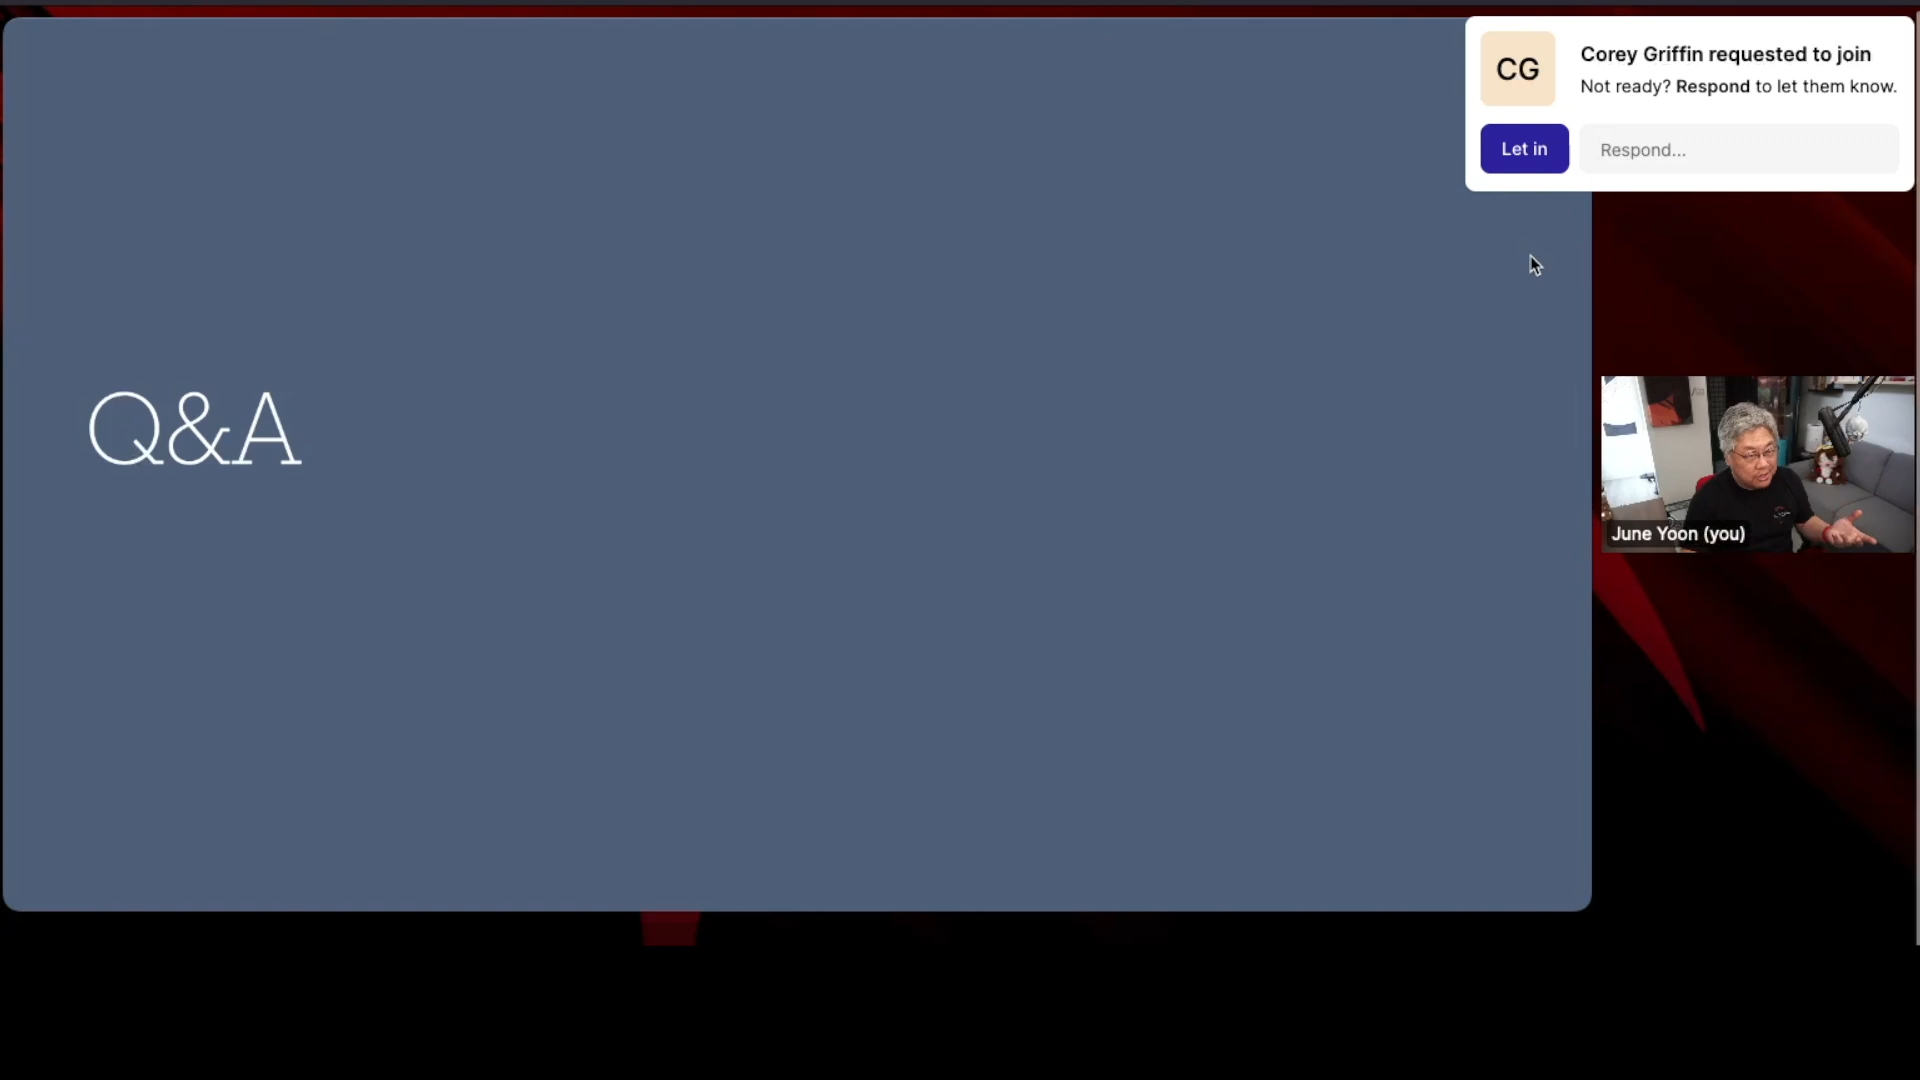 CG
Corey Griffin requested to join
Not ready? Respond to let them know.
Let in
Respond...
Q&A
June Yoon (you)